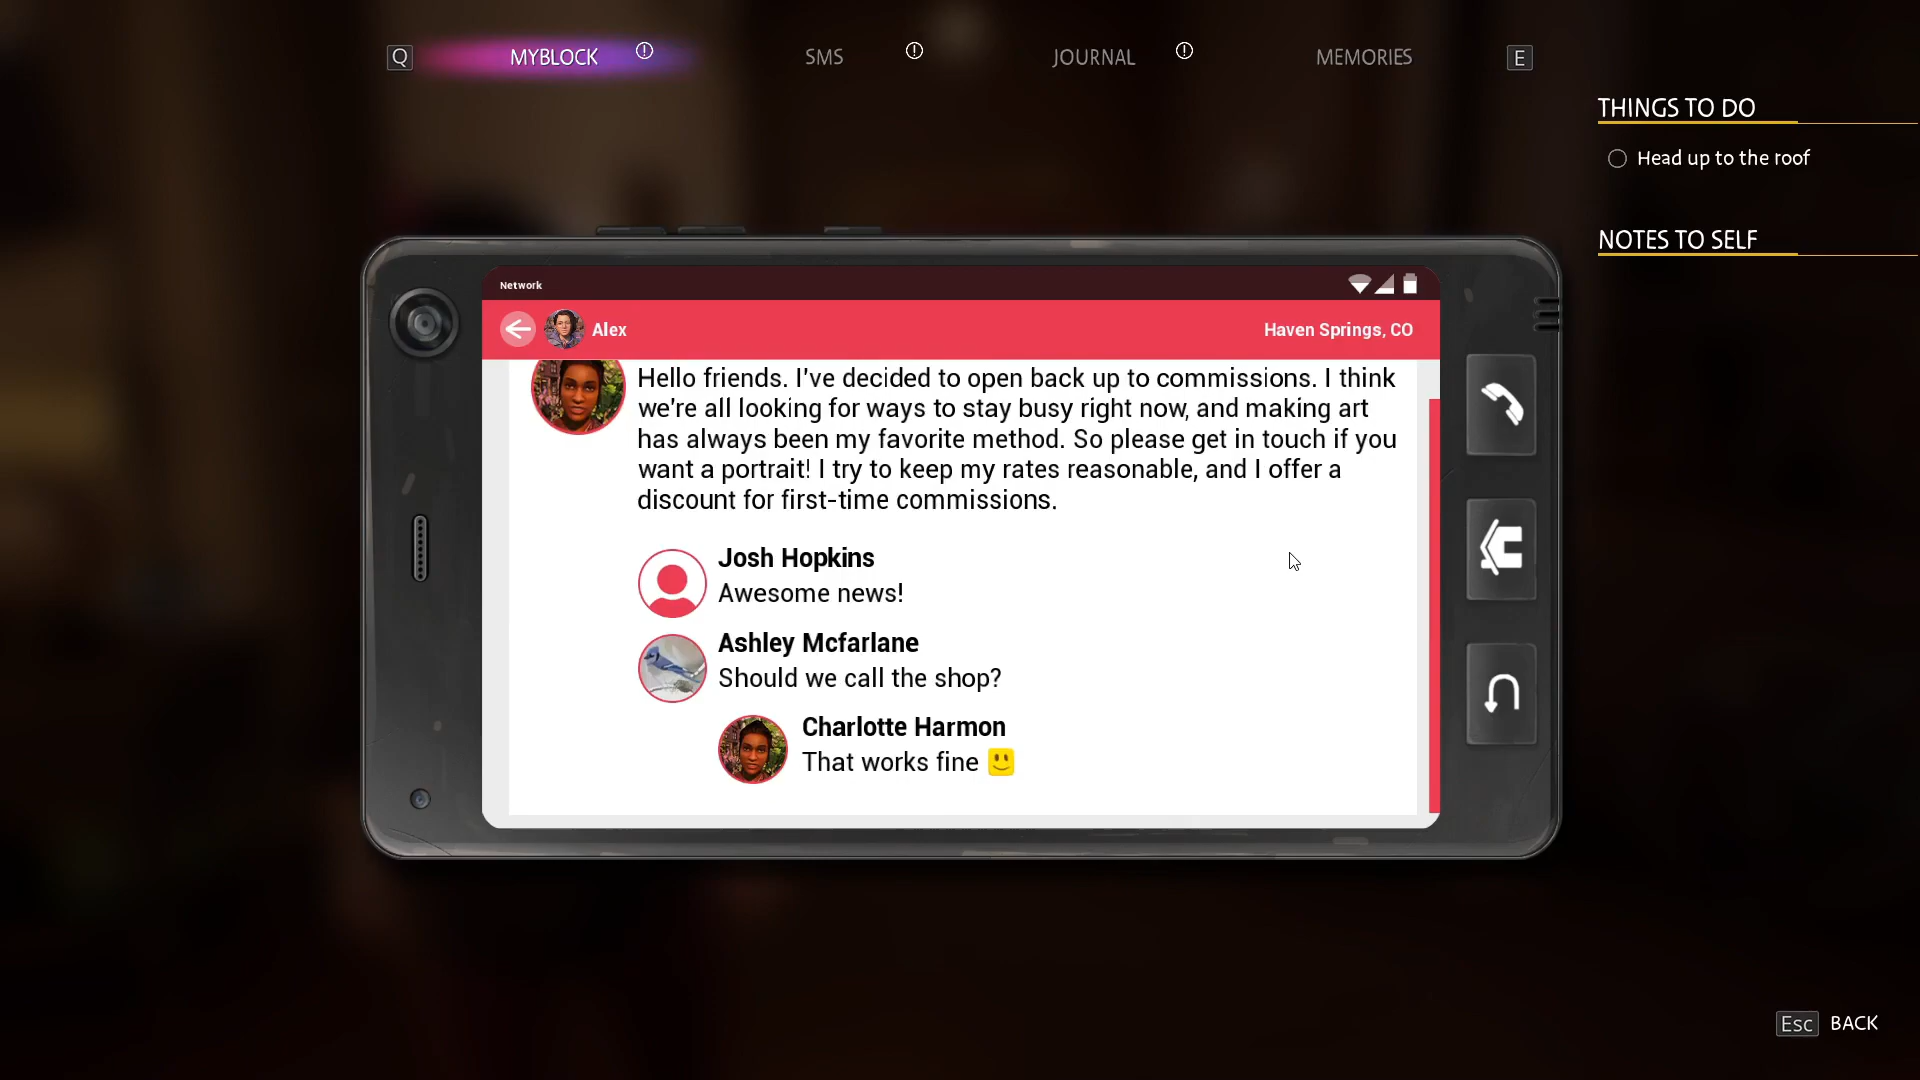 Q MYBLOCK SMS JOURNAL MEMORIES E
THINGS TO DO
Head up to the roof
NOTES TO SELF
Network
Alex
Haven Springs, CO
Hello friends. I've decided to open back up to commissions. I think
we're all looking for ways to stay busy right now, and making art
has always been my favorite method. So please get in touch if you
want a portrait! I try to keep my rates reasonable, and I offer a
discount for first-time commissions.
Josh Hopkins
Awesome news!
Ashley Mcfarlane
Should we call the shop?
Charlotte Harmon
That works fine
Esc BACK